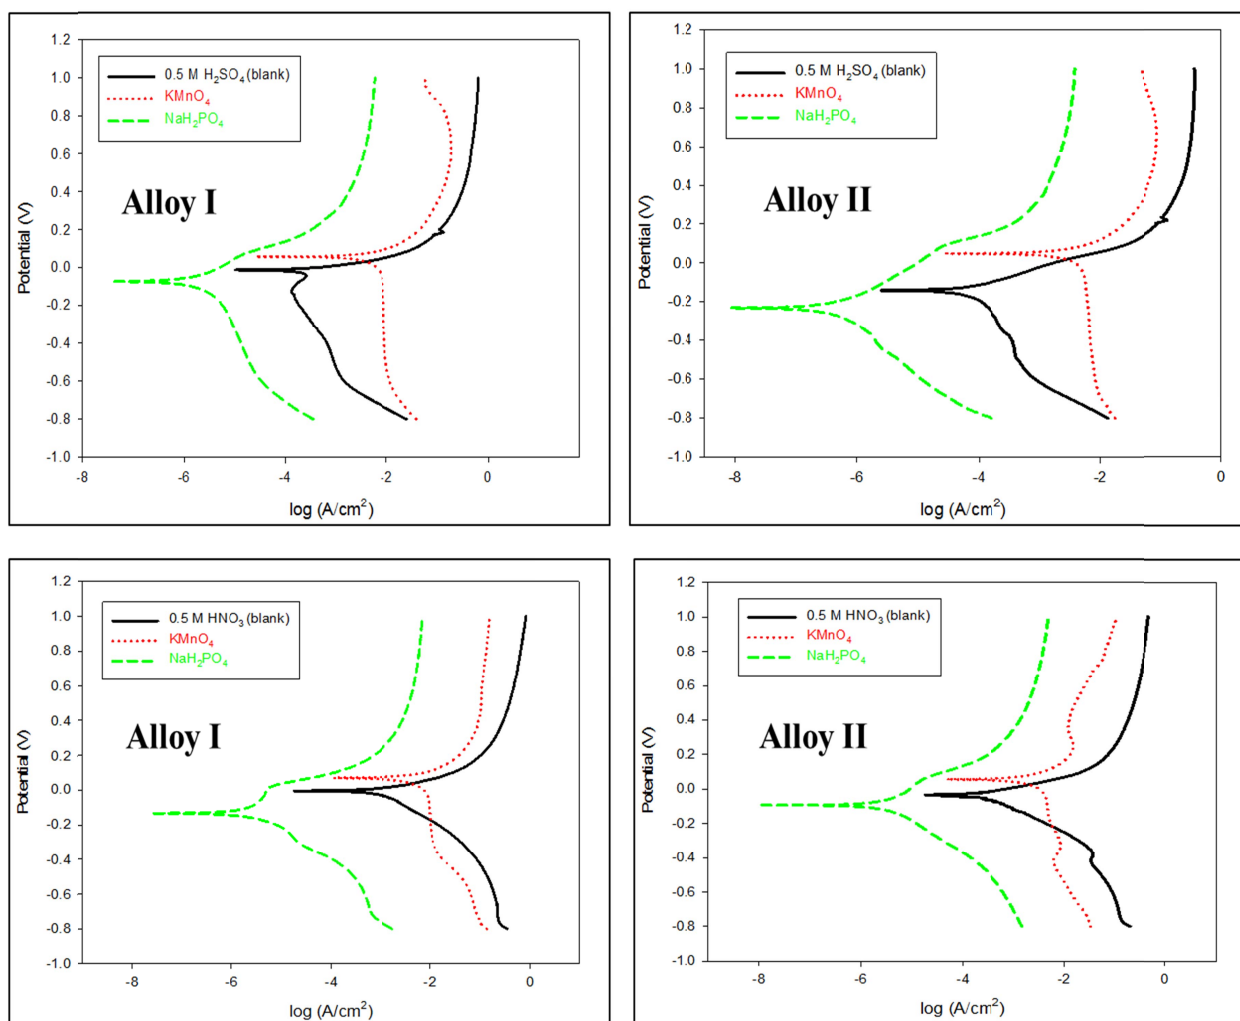 1.2
1.0
0.8
0.6
0.4
0.2
0.0
-0.2
-0.4
-0.6
-0.8
-1.0
Potential (V)
0.5 M H₂SO₄ (blank)
KMnO₄
NaH₂PO₄
Alloy I
-8 -6 -4 -2 0
log (A/cm²)
1.2
1.0
0.8
0.6
0.4
0.2
0.0
-0.2
-0.4
-0.6
-0.8
-1.0
Potential (V)
0.5 M H₂SO₄ (blank)
KMnO₄
NaH₂PO₄
Alloy II
-8 -6 -4 -2 0
log (A/cm²)
1.2
1.0
0.8
0.6
0.4
0.2
0.0
-0.2
-0.4
-0.6
-0.8
-1.0
Potential (V)
0.5 M HNO₃ (blank)
KMnO₄
NaH₂PO₄
Alloy I
-8 -6 -4 -2 0
log (A/cm²)
1.2
1.0
0.8
0.6
0.4
0.2
0.0
-0.2
-0.4
-0.6
-0.8
-1.0
Potential (V)
0.5 M HNO₃ (blank)
KMnO₄
NaH₂PO₄
Alloy II
-8 -6 -4 -2 0
log (A/cm²)